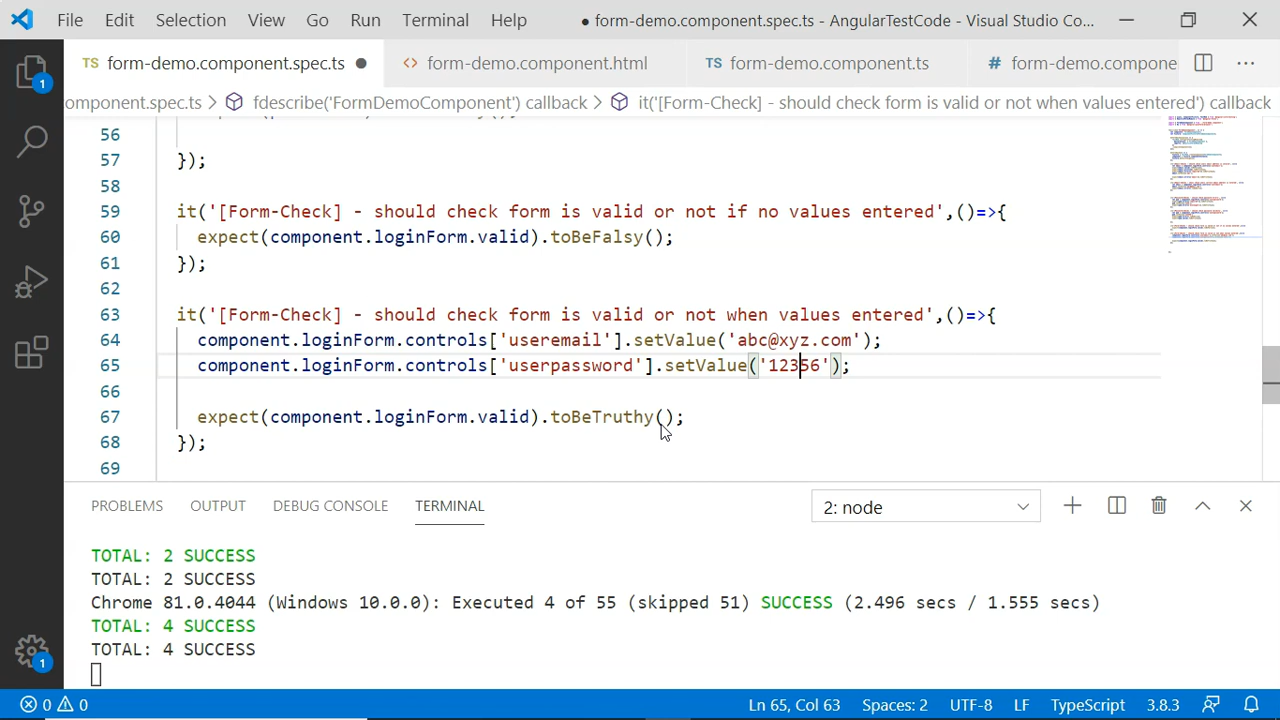 File Edit Selection View Go Run Terminal Help ● form-demo.component.spec.ts - AngularTestCode - Visual Studio Co...
TS form-demo.component.spec.ts ● <> form-demo.component.html TS form-demo.component.ts # form-demo.compone
omponent.spec.ts > fdescribe('FormDemoComponent') callback > it('[Form-Check] - should check form is valid or not when values entered') callback
56
57 });
58
59 it('[Form-Check] - should check form is valid or not if no values entered',()=>{
60 expect(component.loginForm.valid).toBeFalsy();
61 });
62
63 it('[Form-Check] - should check form is valid or not when values entered',()=>{
64 component.loginForm.controls['useremail'].setValue('abc@xyz.com');
65 component.loginForm.controls['userpassword'].setValue('12356');
66
67 expect(component.loginForm.valid).toBeTruthy();
68 });
69
PROBLEMS OUTPUT DEBUG CONSOLE TERMINAL 2: node
TOTAL: 2 SUCCESS
TOTAL: 2 SUCCESS
Chrome 81.0.4044 (Windows 10.0.0): Executed 4 of 55 (skipped 51) SUCCESS (2.496 secs / 1.555 secs)
TOTAL: 4 SUCCESS
TOTAL: 4 SUCCESS
1
1
0 0 Ln 65, Col 63 Spaces: 2 UTF-8 LF TypeScript 3.8.3